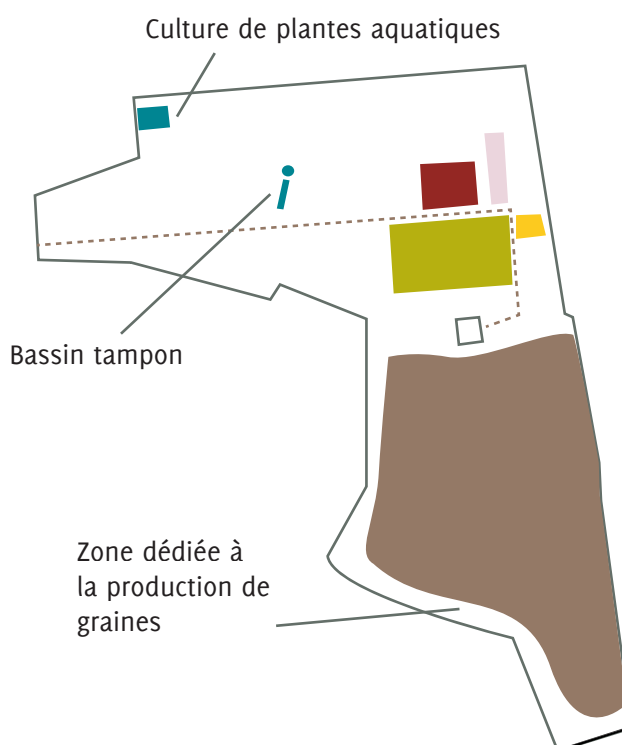 Culture de plantes aquatiques
Bassin tampon
Zone dédiée à
la production de
graines